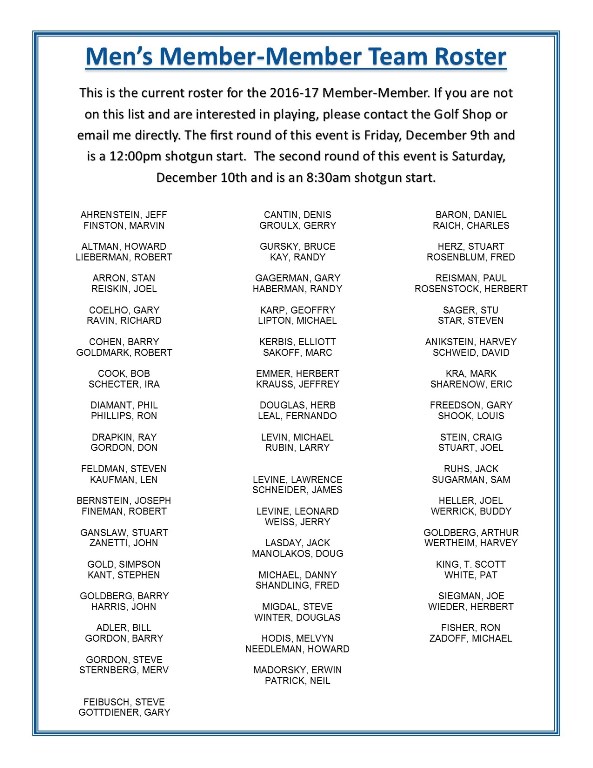 Men's Member-Member Team Roster
This is the current roster for the 2016-17 Member-Member. If you are not
on this list and are interested in playing, please contact the Golf Shop or
email me directly. The first round of this event is Friday, December 9th and
is a 12:00pm shotgun start. The second round of this event is Saturday,
December 10th and is an 8:30am shotgun start.
AHRENSTEIN, JEFF
FINSTON, MARVIN
ALTMAN, HOWARD
LIEBERMAN, ROBERT
ARRON, STAN
REISKIN, JOEL
COELHO, GARY
RAVIN, RICHARD
COHEN, BARRY
GOLDMARK, ROBERT
COOK, BOB
SCHECTER, IRA
DIAMANT, PHIL
PHILLIPS, RON
DRAPKIN, RAY
GORDON, DON
FELDMAN, STEVEN
KAUFMAN, LEN
BERNSTEIN, JOSEPH
FINEMAN, ROBERT
GANSLAW, STUART
ZANETTI, JOHN
GOLD, SIMPSON
KANT, STEPHEN
GOLDBERG, BARRY
HARRIS, JOHN
ADLER, BILL
GORDON, BARRY
GORDON, STEVE
STERNBERG, MERV
FEIBUSCH, STEVE
GOTTDIENER, GARY
CANTIN, DENIS
GROULX, GERRY
GURSKY, BRUCE
KAY, RANDY
GAGERMAN, GARY
HABERMAN, RANDY
KARP, GEOFFRY
LIPTON, MICHAEL
KERBIS, ELLIOTT
SAKOFF, MARC
EMMER, HERBERT
KRAUSS, JEFFREY
DOUGLAS, HERB
LEAL, FERNANDO
LEVIN, MICHAEL
RUBIN, LARRY
LEVINE, LAWRENCE
SCHNEIDER, JAMES
LEVINE, LEONARD
WEISS, JERRY
LASDAY, JACK
MANOLAKOS, DOUG
MICHAEL, DANNY
SHANDLING, FRED
MIGDAL, STEVE
WINTER, DOUGLAS
HODIS, MELVYN
NEEDLEMAN, HOWARD
MADORSKY, ERWIN
PATRICK, NEIL
BARON, DANIEL
RAICH, CHARLES
HERZ, STUART
ROSENBLUM, FRED
REISMAN, PAUL
ROSENSTOCK, HERBERT
SAGER, STU
STAR, STEVEN
ANIKSTEIN, HARVEY
SCHWEID, DAVID
KRA, MARK
SHARENOW, ERIC
FREEDSON, GARY
SHOOK, LOUIS
STEIN, CRAIG
STUART, JOEL
RUHS, JACK
SUGARMAN, SAM
HELLER, JOEL
WERRICK, BUDDY
GOLDBERG, ARTHUR
WERTHEIM, HARVEY
KING, T. SCOTT
WHITE, PAT
SIEGMAN, JOE
WIEDER, HERBERT
FISHER, RON
ZADOFF, MICHAEL